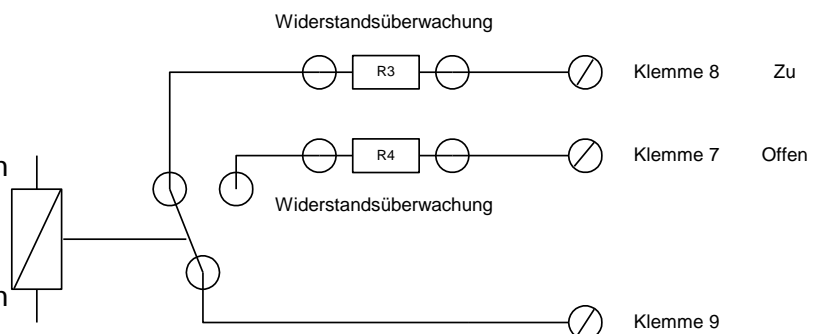 Widerstandsüberwachung
R3
Klemme 8 Zu
R4
Klemme 7 Offen
n
Widerstandsüberwachung
n
Klemme 9